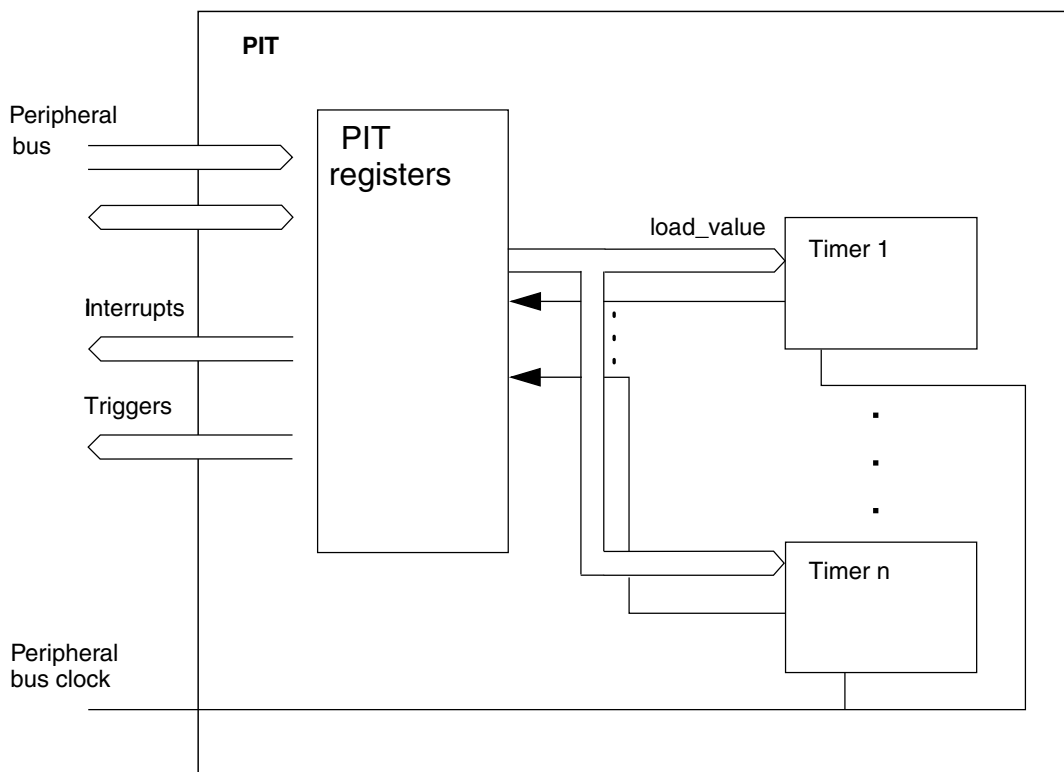 PIT
Peripheral
bus
PIT
registers
load_value
Timer 1
Interrupts
Triggers
Timer n
Peripheral
bus clock